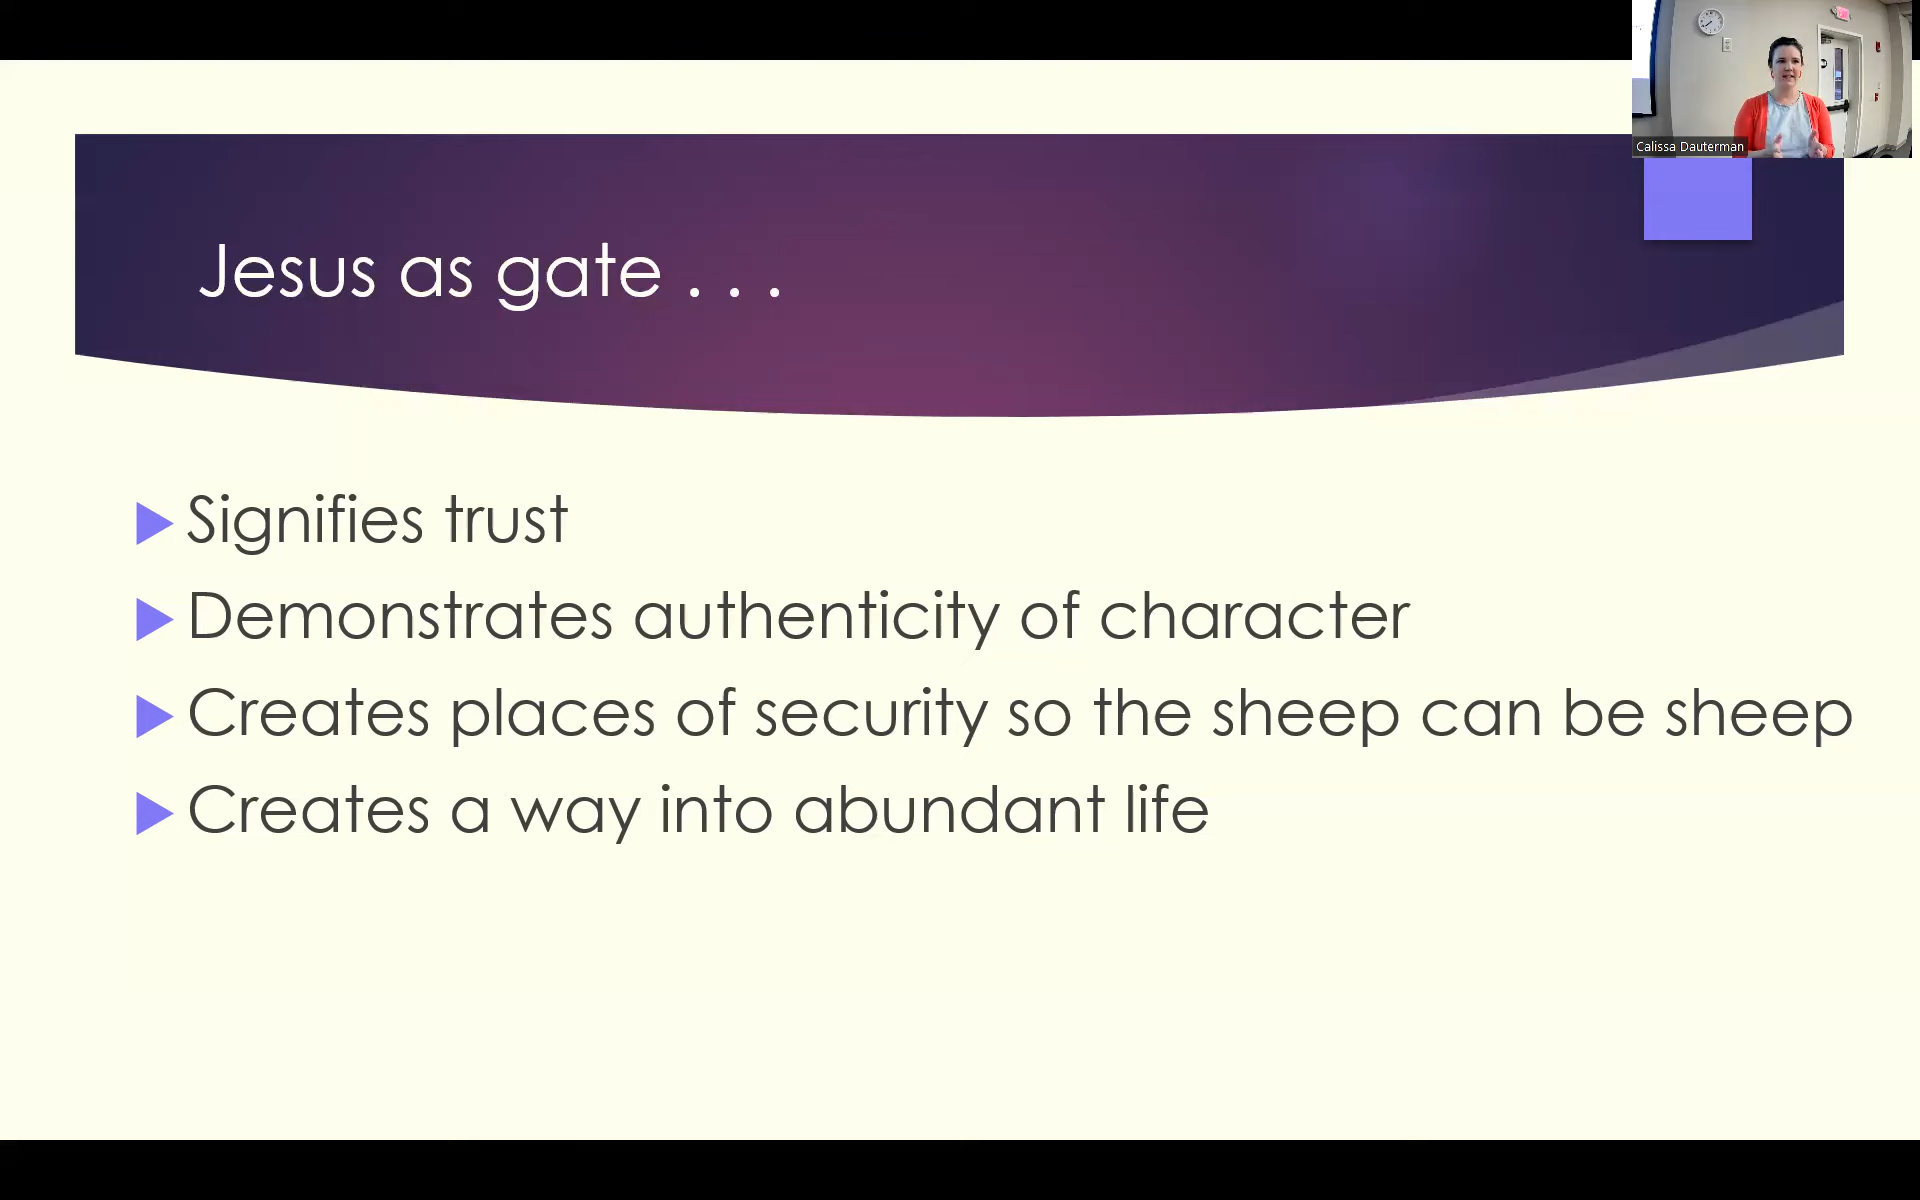 Calissa Dauterman
Jesus as gate . . .
Signifies trust
Demonstrates authenticity of character
Creates places of security so the sheep can be sheep
Creates a way into abundant life